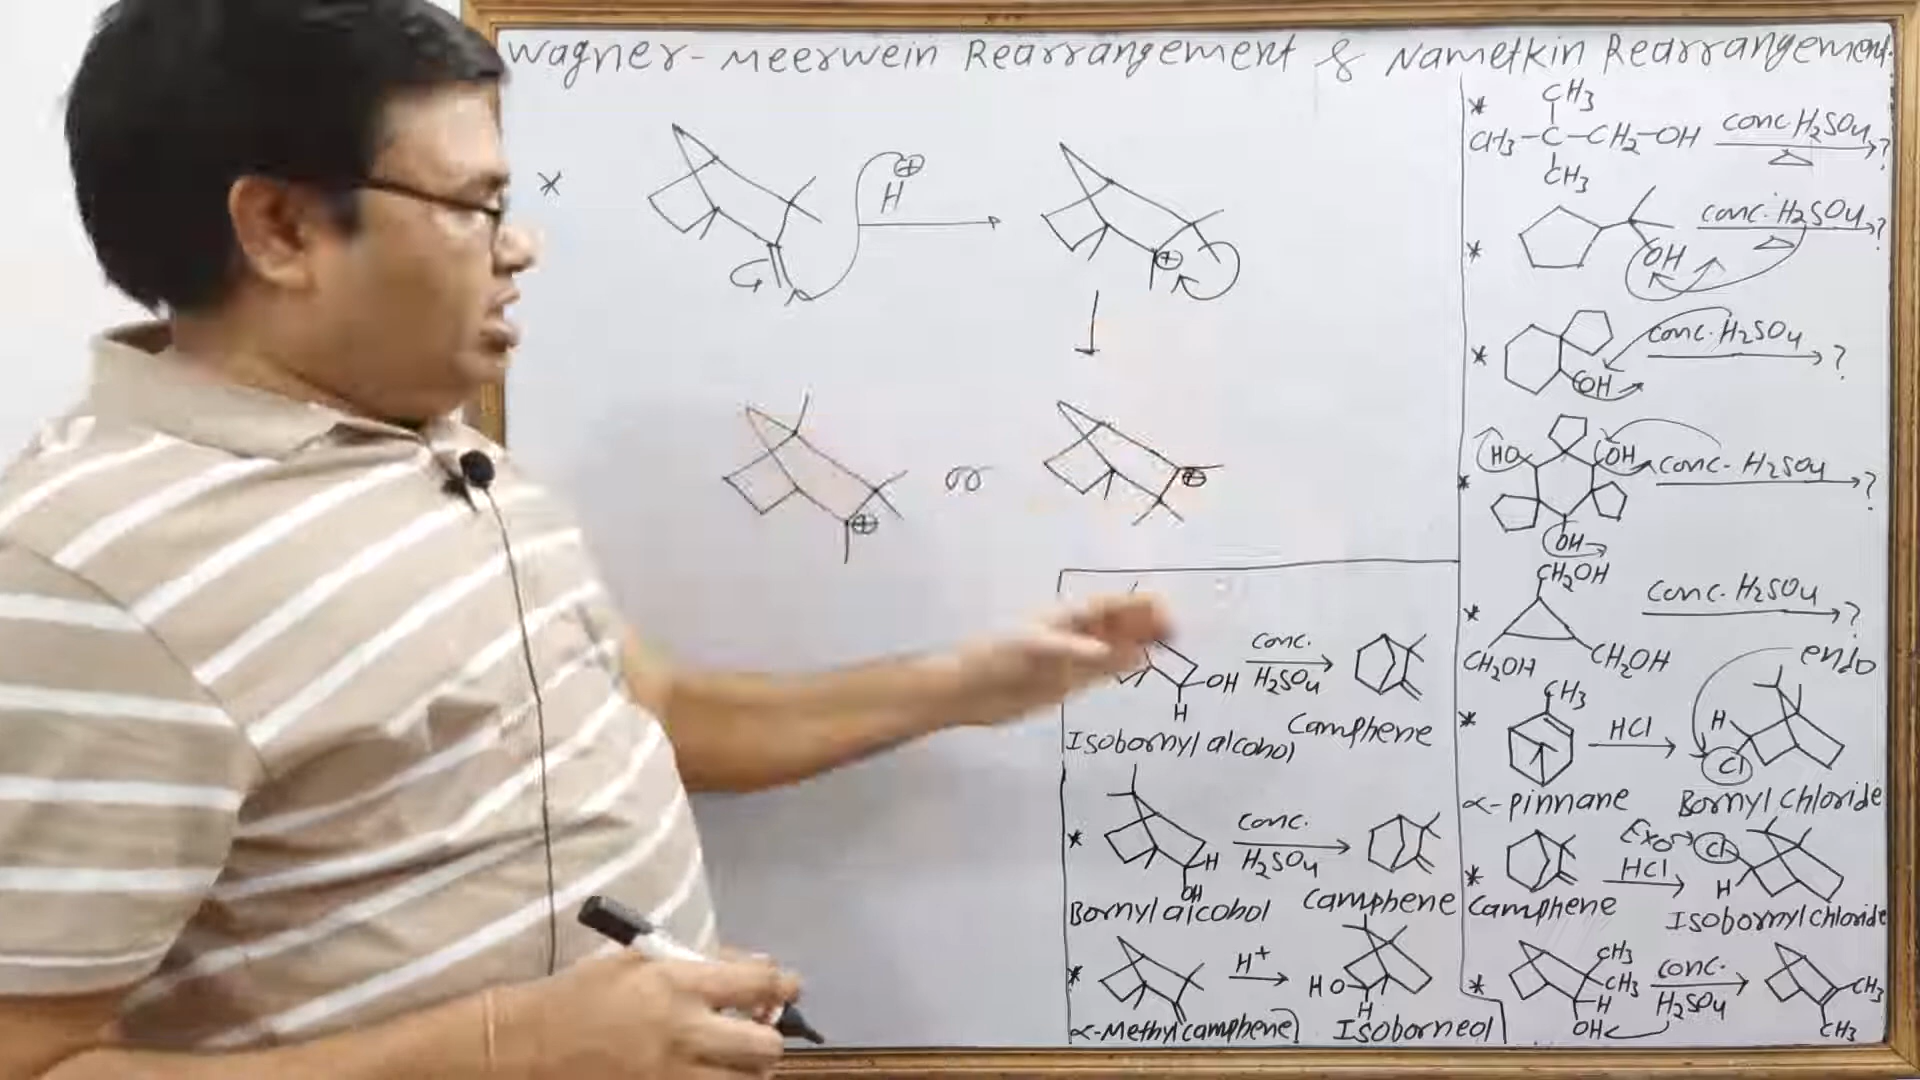 Wagner-Meerwein Rearrangement & Nametkin Rearrangement.
*
H⊕
⊕
⊕
or
⊕
*
CH3
CH3-C-CH2-OH conc. H2SO4 ?
△
CH3
*
conc. H2SO4 ?
△
OH
*
conc. H2SO4 ?
OH
*
HO
OH
conc. H2SO4 ?
OH
*
CH2OH
conc. H2SO4 ?
CH2OH
CH2OH
*
CH3
HCl
endo
H
Cl
α-pinnane
Bornyl chloride
*
HCl
Exo
Cl
H
Camphene
Isobornyl chloride
*
CH3
CH3
H
OH
conc.
H2SO4
CH3
CH3
OH
H
conc.
H2SO4
Isobornyl alcohol
Camphene
*
H
OH
conc.
H2SO4
Bornyl alcohol
Camphene
*
H+
HO
H
α-Methylcamphene
Isoborneol